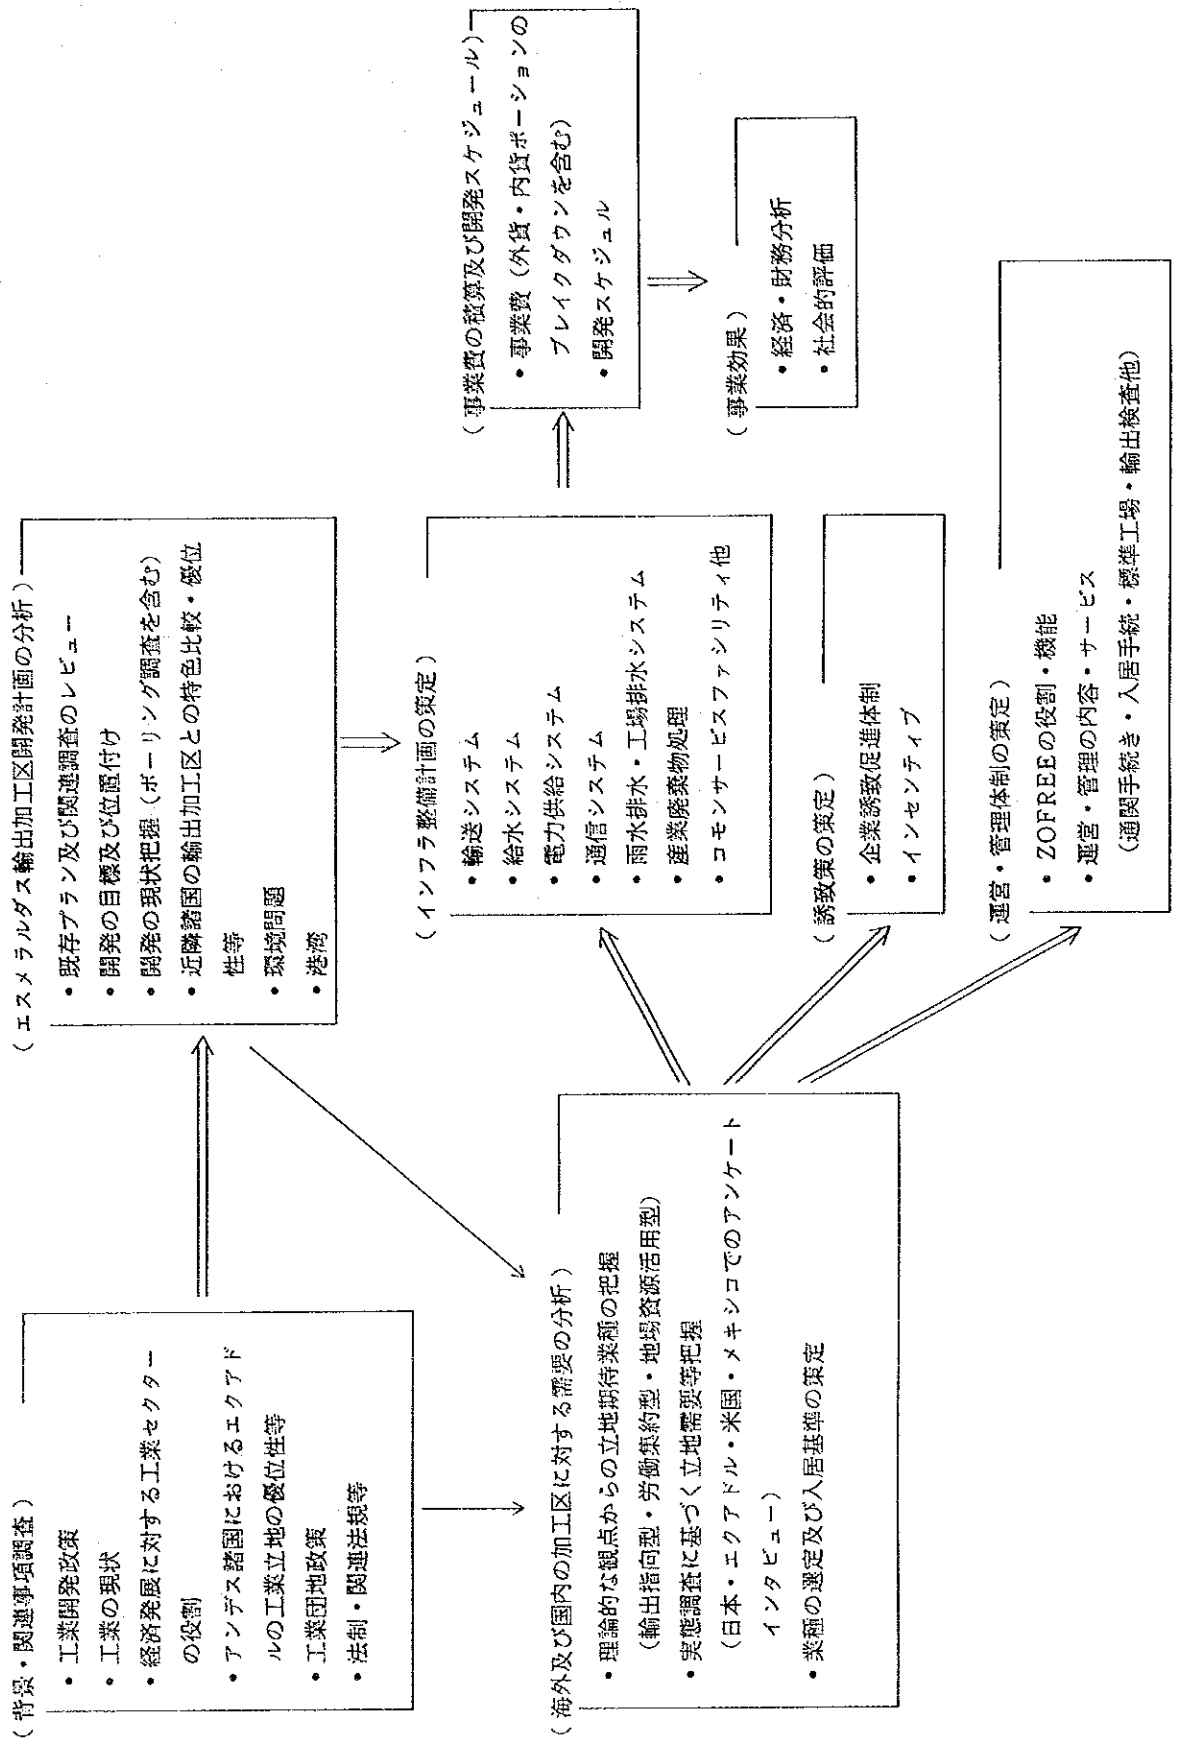 （背景・関連事項調査）
・工業開発政策
・工業の現状
・経済発展に対する工業セクター
の役割
・アンデス諸国におけるエクアド
ルの工業立地の優位性等
・工業団地政策
・法制・関連法規等
（エスメラルダス輸出加工区開発計画の分析）
・既存プラン及び関連調査のレビュー
・開発の目標及び位置付け
・開発の現状把握（ボーリング調査を含む）
・近隣諸国の輸出加工区との特色比較・優位
性等
・環境問題
・港湾
（海外及び国内の加工区に対する需要の分析）
・理論的な観点からの立地期待業種の把握
（輸出指向型・労働集約型・地場資源活用型）
・実態調査に基づく立地需要等把握
（日本・エクアドル・米国・メキシコでのアンケート
インタビュー）
・業種の選定及び入居基準の策定
（インフラ整備計画の策定）
・輸送システム
・給水システム
・電力供給システム
・通信システム
・雨水排水・工場排水システム
・産業廃棄物処理
・コモンサービスファシリティ他
（誘致策の策定）
・企業誘致促進体制
・インセンティブ
（運営・管理体制の策定）
・ZOFREEの役割・機能
・運営・管理の内容・サービス
（通関手続き・入居手続・標準工場・輸出検査他）
（事業費の積算及び開発スケジュール）
・事業費（外貨・内貨ポーションの
ブレイクダウンを含む）
・開発スケジュル
（事業効果）
・経済・財務分析
・社会的評価